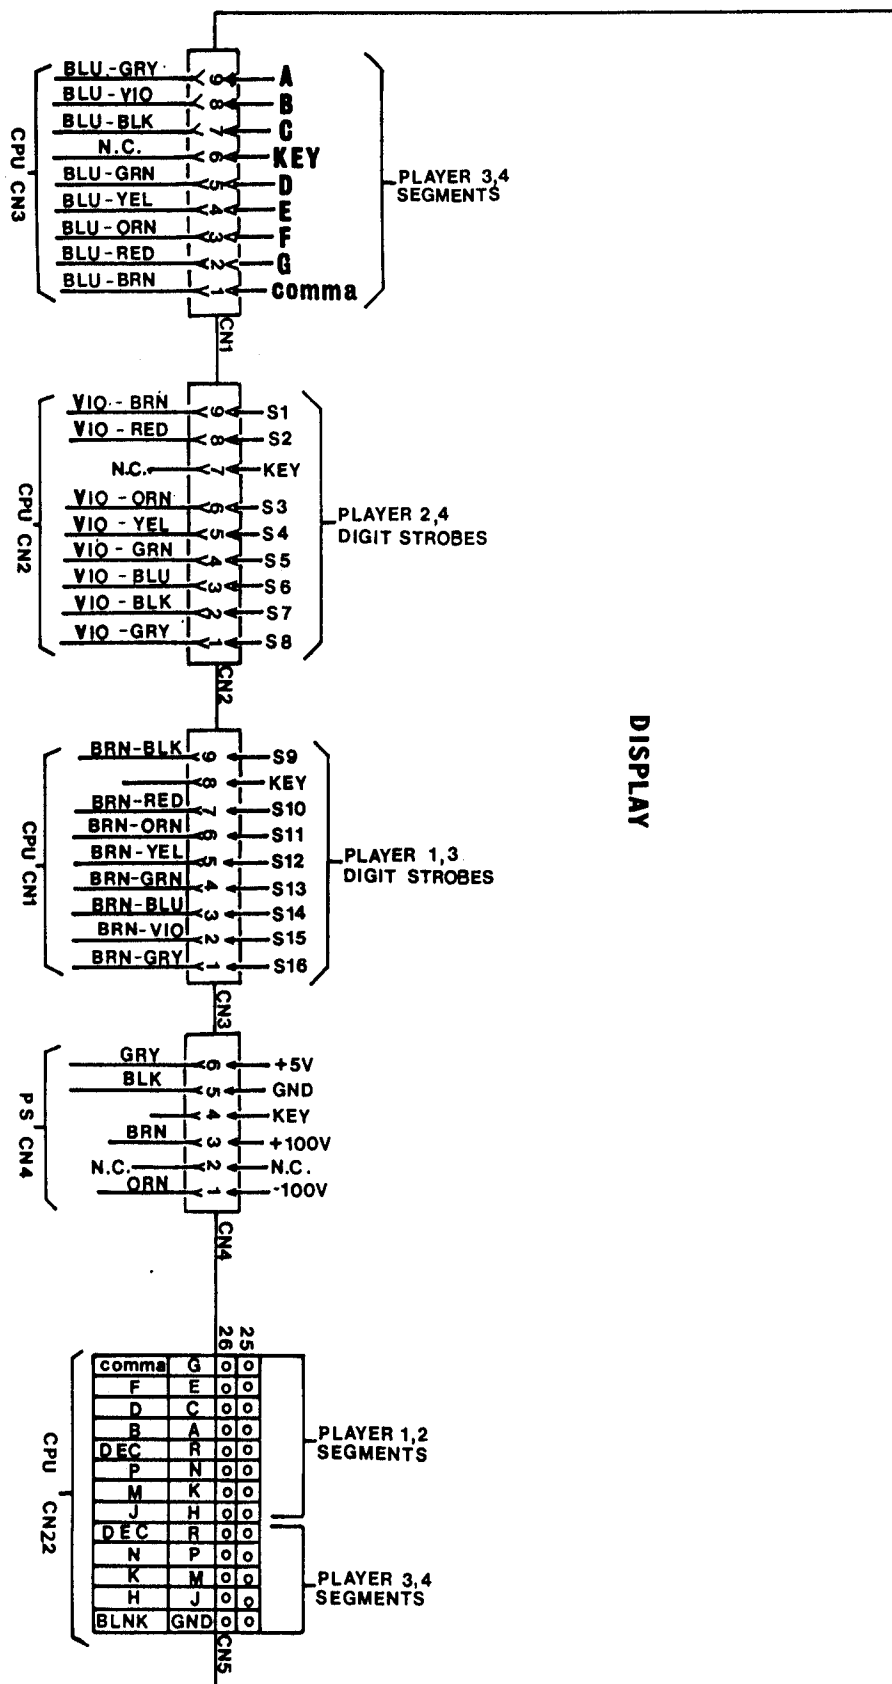 BLU-GRY 9 A
BLU-VIO 8 B
BLU-BLK 7 C
N.C. 6 KEY
BLU-GRN 5 D
BLU-YEL 4 E
BLU-ORN 3 F
BLU-RED 2 G
BLU-BRN 1 comma
CPU CN3
PLAYER 3,4
SEGMENTS
CN1
VIO-BRN 9 S1
VIO-RED 8 S2
N.C. 7 KEY
VIO-ORN 6 S3
VIO-YEL 5 S4
VIO-GRN 4 S5
VIO-BLU 3 S6
VIO-BLK 2 S7
VIO-GRY 1 S8
CPU CN2
PLAYER 2,4
DIGIT STROBES
CN2
DISPLAY
BRN-BLK 9 S9
8 KEY
BRN-RED 7 S10
BRN-ORN 6 S11
BRN-YEL 5 S12
BRN-GRN 4 S13
BRN-BLU 3 S14
BRN-VIO 2 S15
BRN-GRY 1 S16
CPU CN1
PLAYER 1,3
DIGIT STROBES
CN3
GRY 6 +5V
BLK 5 GND
4 KEY
BRN 3 +100V
N.C. 2 N.C.
ORN 1 -100V
PS CN4
CN4
26 25
comma G
F E
D C
B A
DEC R
P N
M K
J H
DEC R
N P
K M
H J
BLNK GND
CPU CN22
PLAYER 1,2
SEGMENTS
PLAYER 3,4
SEGMENTS
CN5